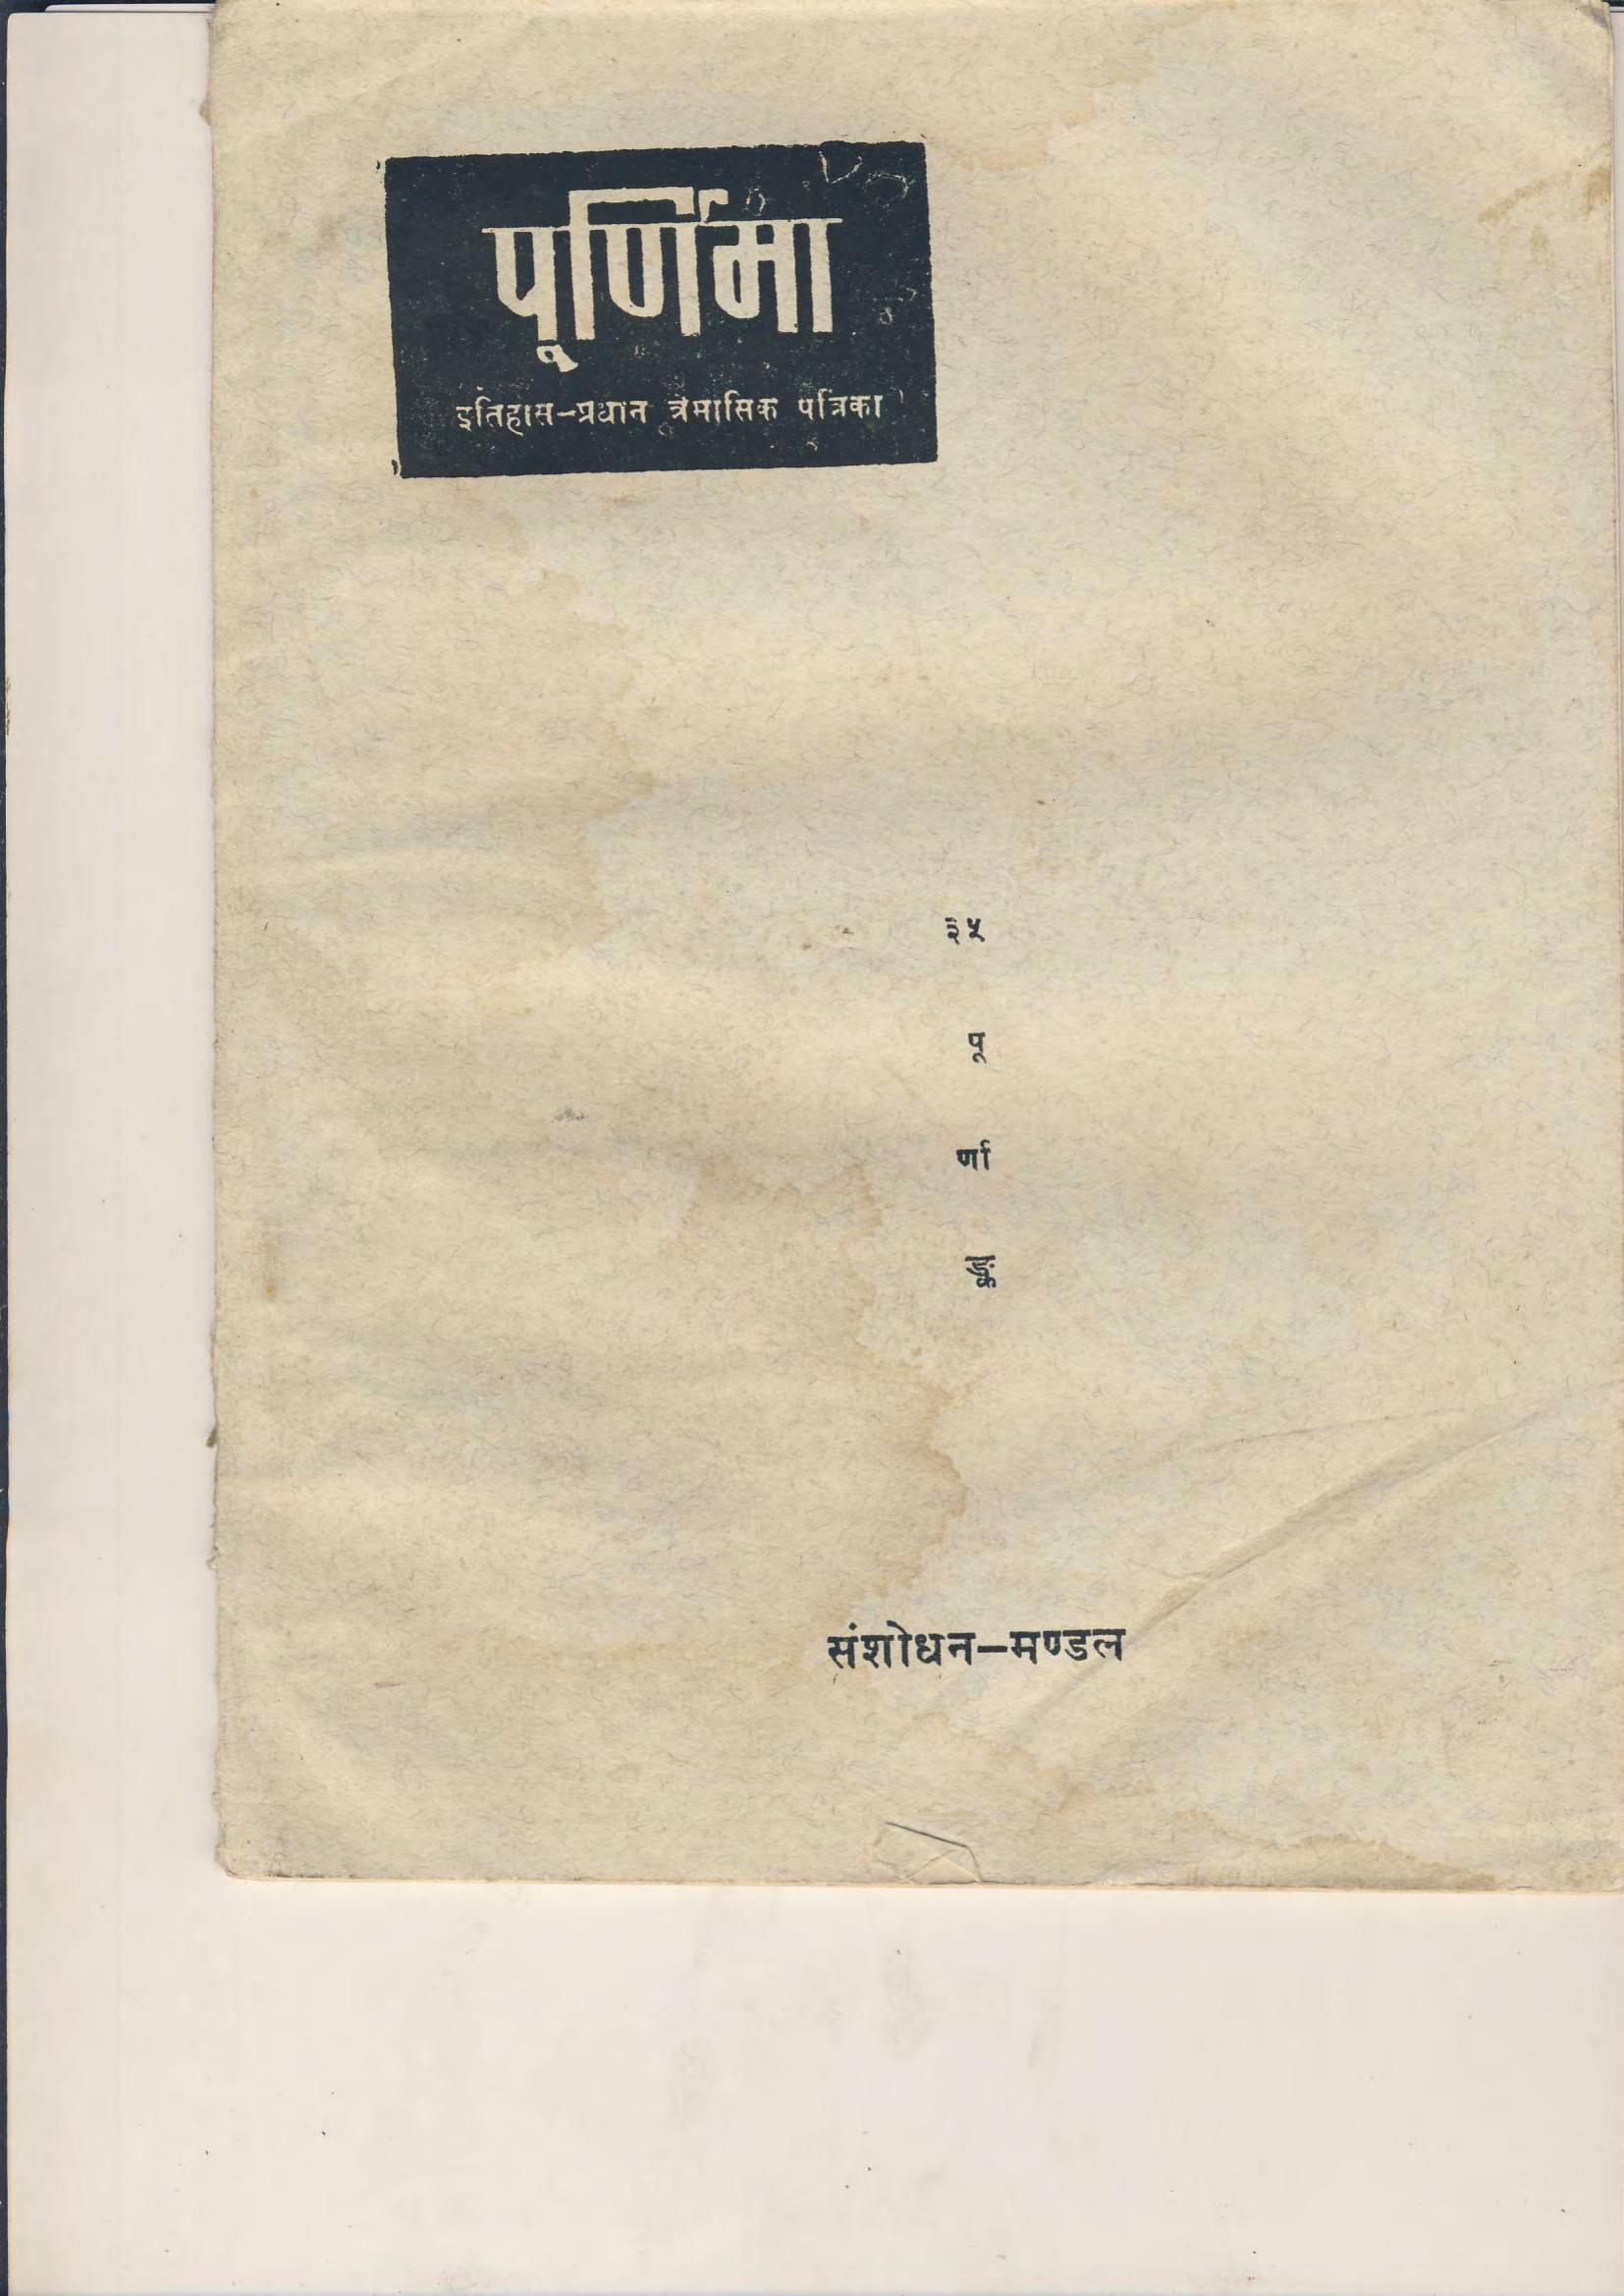 पूर्णिमा
इतिहास-प्रधान त्रैमासिक पत्रिका
३५
पू
र्णा
ङ्क
संशोधन-मण्डल